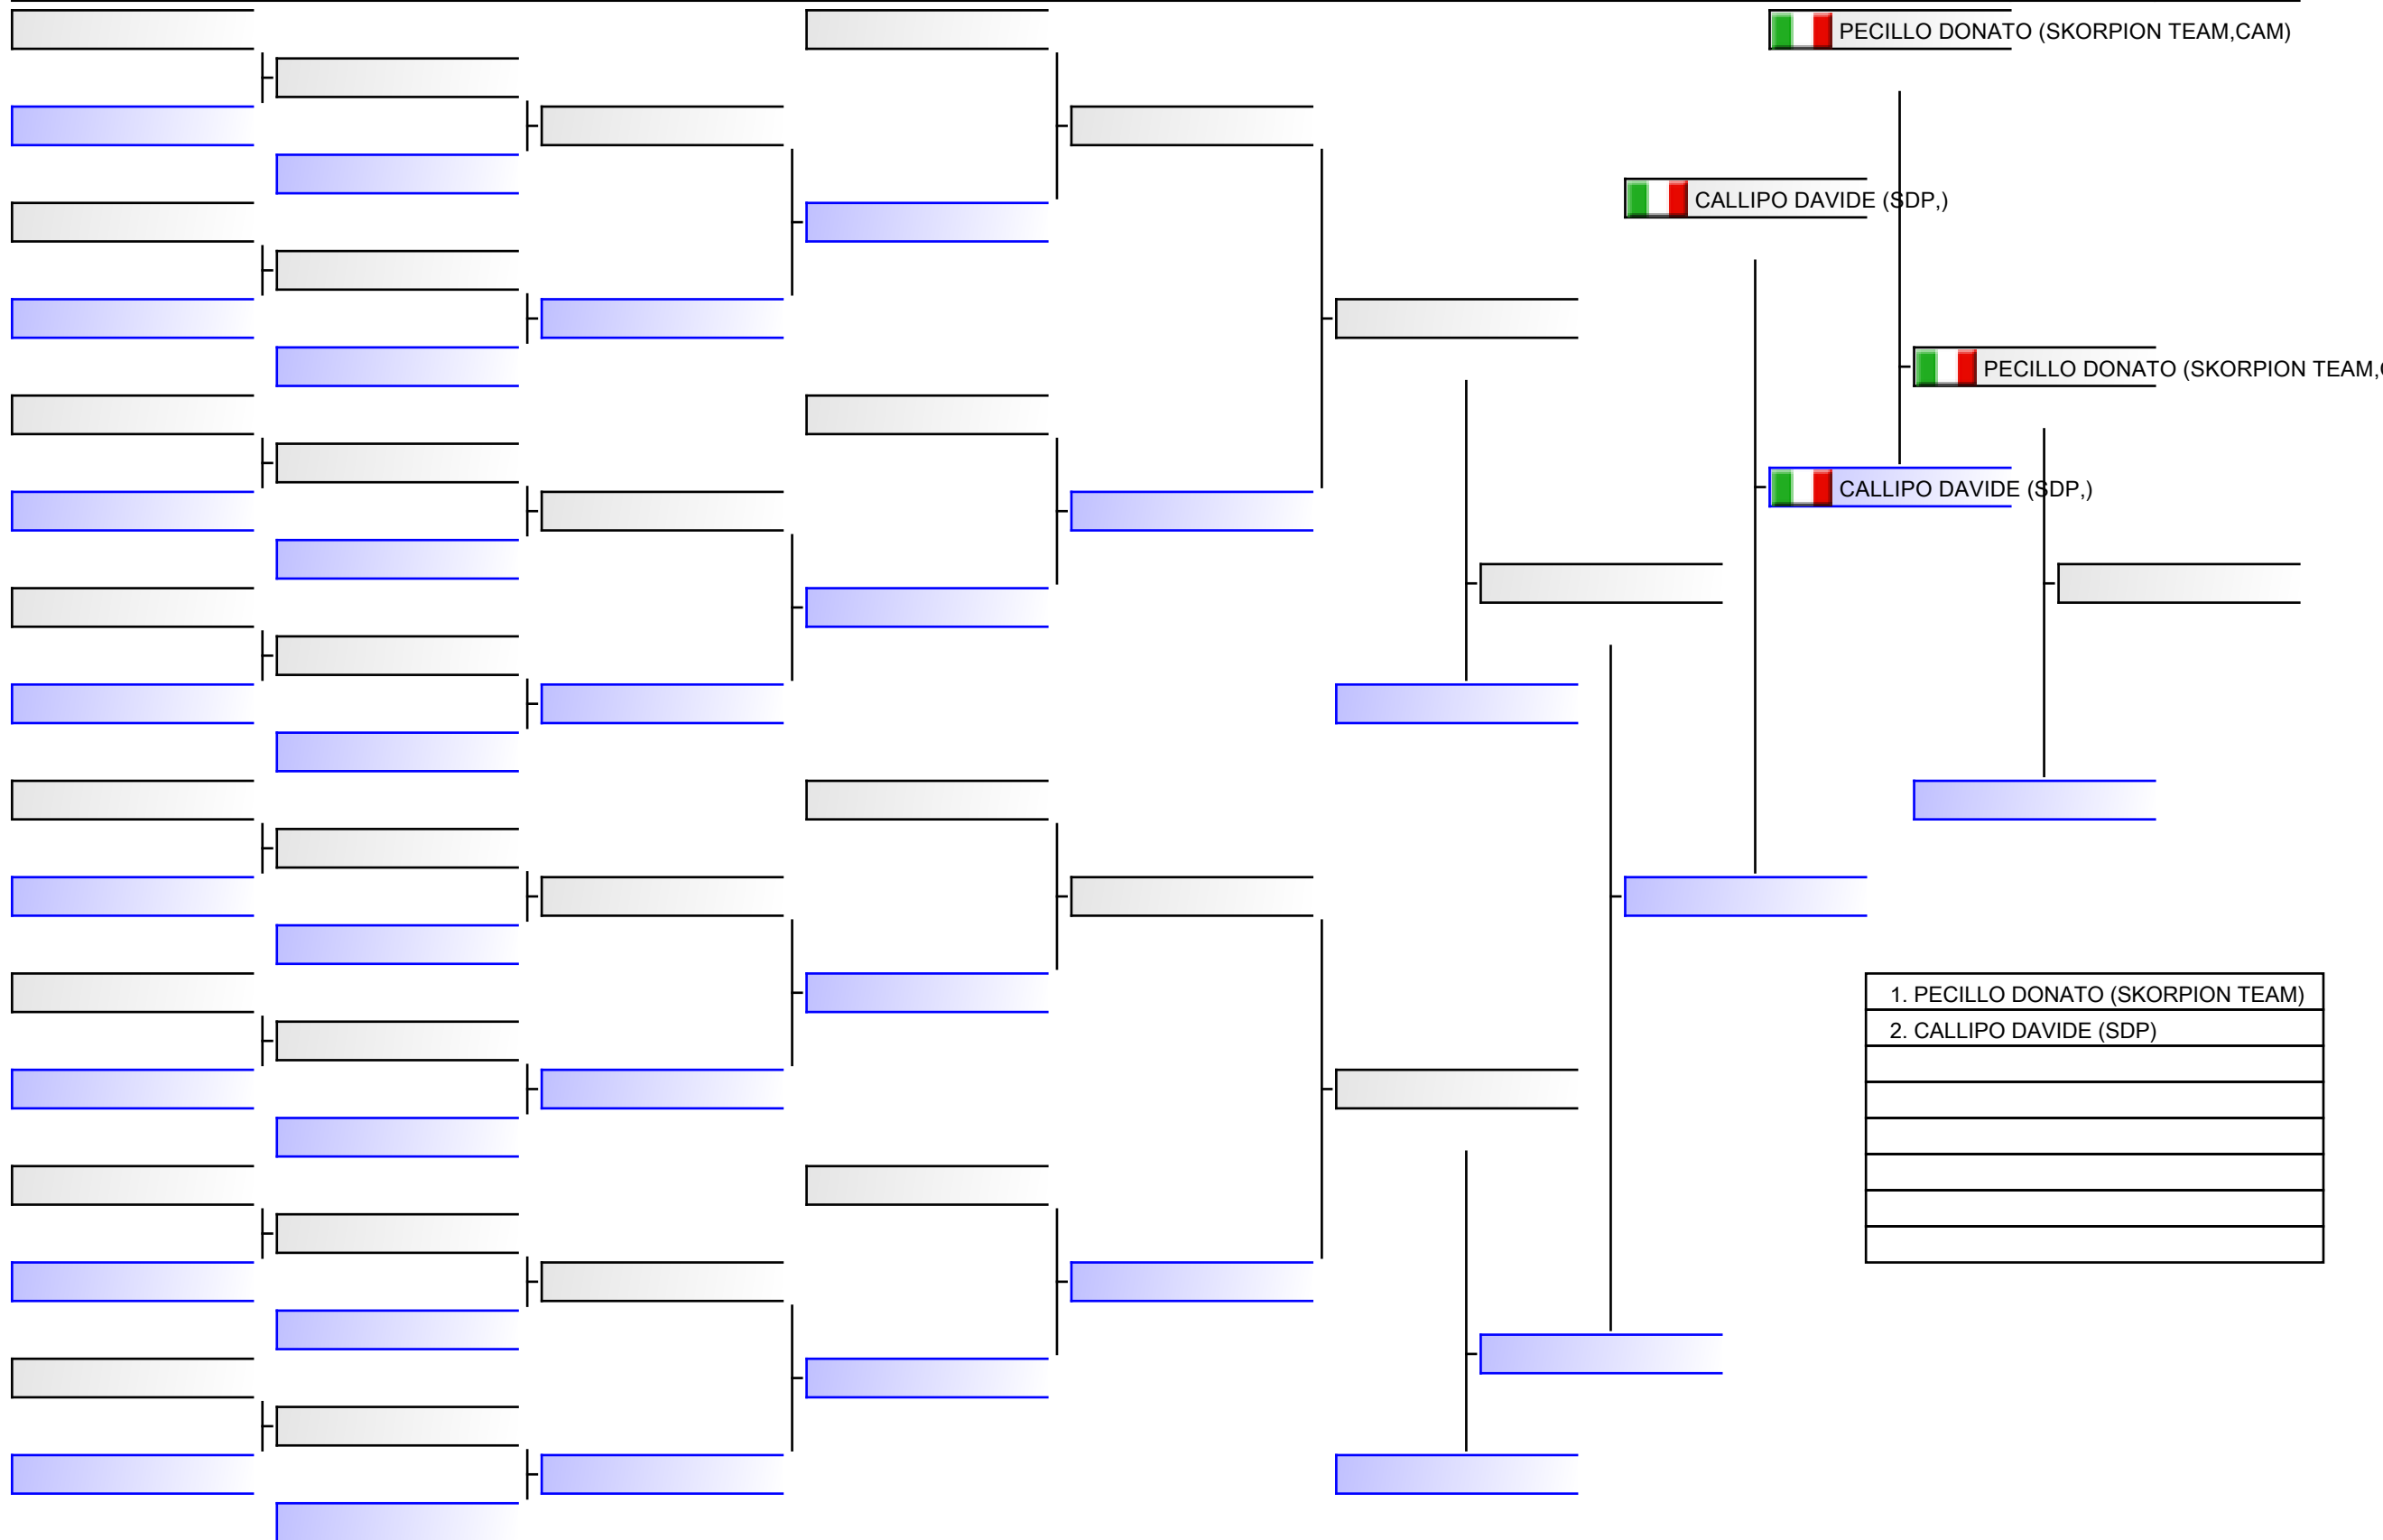 PECILLO DONATO (SKORPION TEAM,CAM)
CALLIPO DAVIDE (SDP,)
PECILLO DONATO (SKORPION TEAM,
CALLIPO DAVIDE (SDP,)
1. PECILLO DONATO (SKORPION TEAM)
2. CALLIPO DAVIDE (SDP)